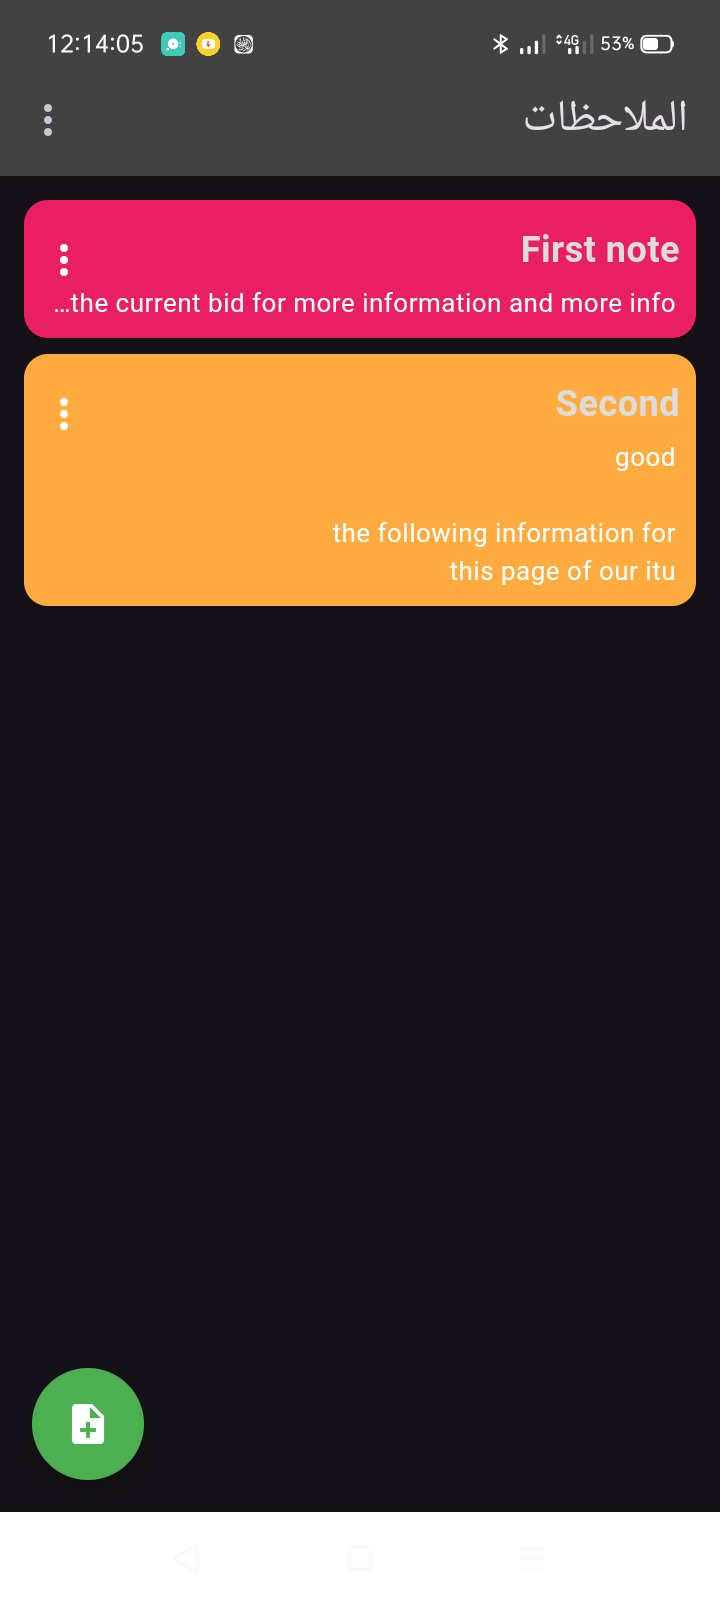 12:14:05
4G 53%
الملاحظات
First note
...the current bid for more information and more info
Second
good
the following information for
this page of our itu